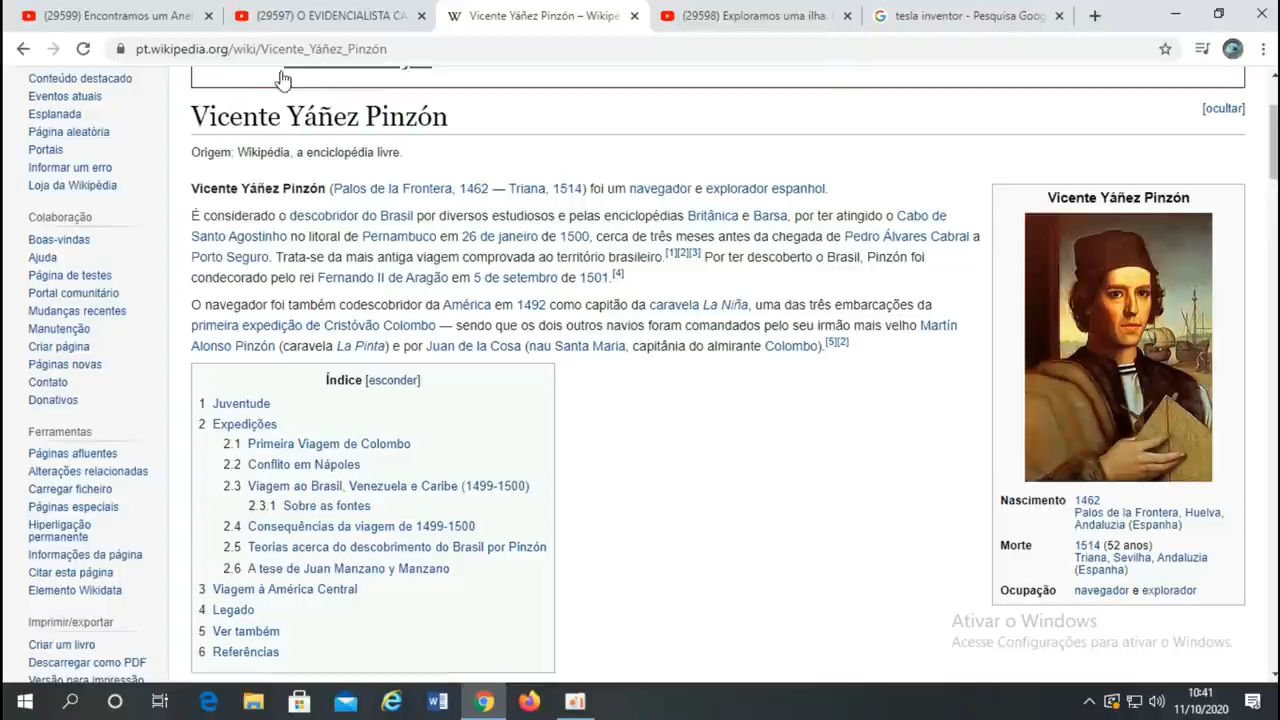 (29599) Encontramos um Ane
(29597) O EVIDENCIALISTA CA
Vicente Yáñez Pinzón – Wikipé
(29598) Exploramos uma ilha
tesla inventor - Pesquisa Goog
pt.wikipedia.org/wiki/Vicente_Yáñez_Pinzón
Conteúdo destacado
Eventos atuais
Esplanada
Página aleatória
Portais
Informar um erro
Loja da Wikipédia
Colaboração
Boas-vindas
Ajuda
Página de testes
Portal comunitário
Mudanças recentes
Manutenção
Criar página
Páginas novas
Contato
Donativos
Ferramentas
Páginas afluentes
Alterações relacionadas
Carregar ficheiro
Páginas especiais
Hiperligação
permanente
Informações da página
Citar esta página
Elemento Wikidata
Imprimir/exportar
Criar um livro
Descarregar como PDF
Versão para impressão
[ocultar]
Vicente Yáñez Pinzón
Origem: Wikipédia, a enciclopédia livre.
Vicente Yáñez Pinzón (Palos de la Frontera, 1462 — Triana, 1514) foi um navegador e explorador espanhol.
É considerado o descobridor do Brasil por diversos estudiosos e pelas enciclopédias Britânica e Barsa, por ter atingido o Cabo de
Santo Agostinho no litoral de Pernambuco em 26 de janeiro de 1500, cerca de três meses antes da chegada de Pedro Álvares Cabral a
Porto Seguro. Trata-se da mais antiga viagem comprovada ao território brasileiro.[1][2][3] Por ter descoberto o Brasil, Pinzón foi
condecorado pelo rei Fernando II de Aragão em 5 de setembro de 1501.[4]
O navegador foi também codescobridor da América em 1492 como capitão da caravela La Niña, uma das três embarcações da
primeira expedição de Cristóvão Colombo — sendo que os dois outros navios foram comandados pelo seu irmão mais velho Martín
Alonso Pinzón (caravela La Pinta) e por Juan de la Cosa (nau Santa Maria, capitânia do almirante Colombo).[5][2]
Índice [esconder]
1 Juventude
2 Expedições
2.1 Primeira Viagem de Colombo
2.2 Conflito em Nápoles
2.3 Viagem ao Brasil, Venezuela e Caribe (1499-1500)
2.3.1 Sobre as fontes
2.4 Consequências da viagem de 1499-1500
2.5 Teorias acerca do descobrimento do Brasil por Pinzón
2.6 A tese de Juan Manzano y Manzano
3 Viagem à América Central
4 Legado
5 Ver também
6 Referências
Vicente Yáñez Pinzón
Nascimento 1462
Palos de la Frontera, Huelva,
Andaluzia (Espanha)
Morte 1514 (52 anos)
Triana, Sevilha, Andaluzia
(Espanha)
Ocupação navegador e explorador
Ativar o Windows
Acesse Configurações para ativar o Windows.
10:41
11/10/2020